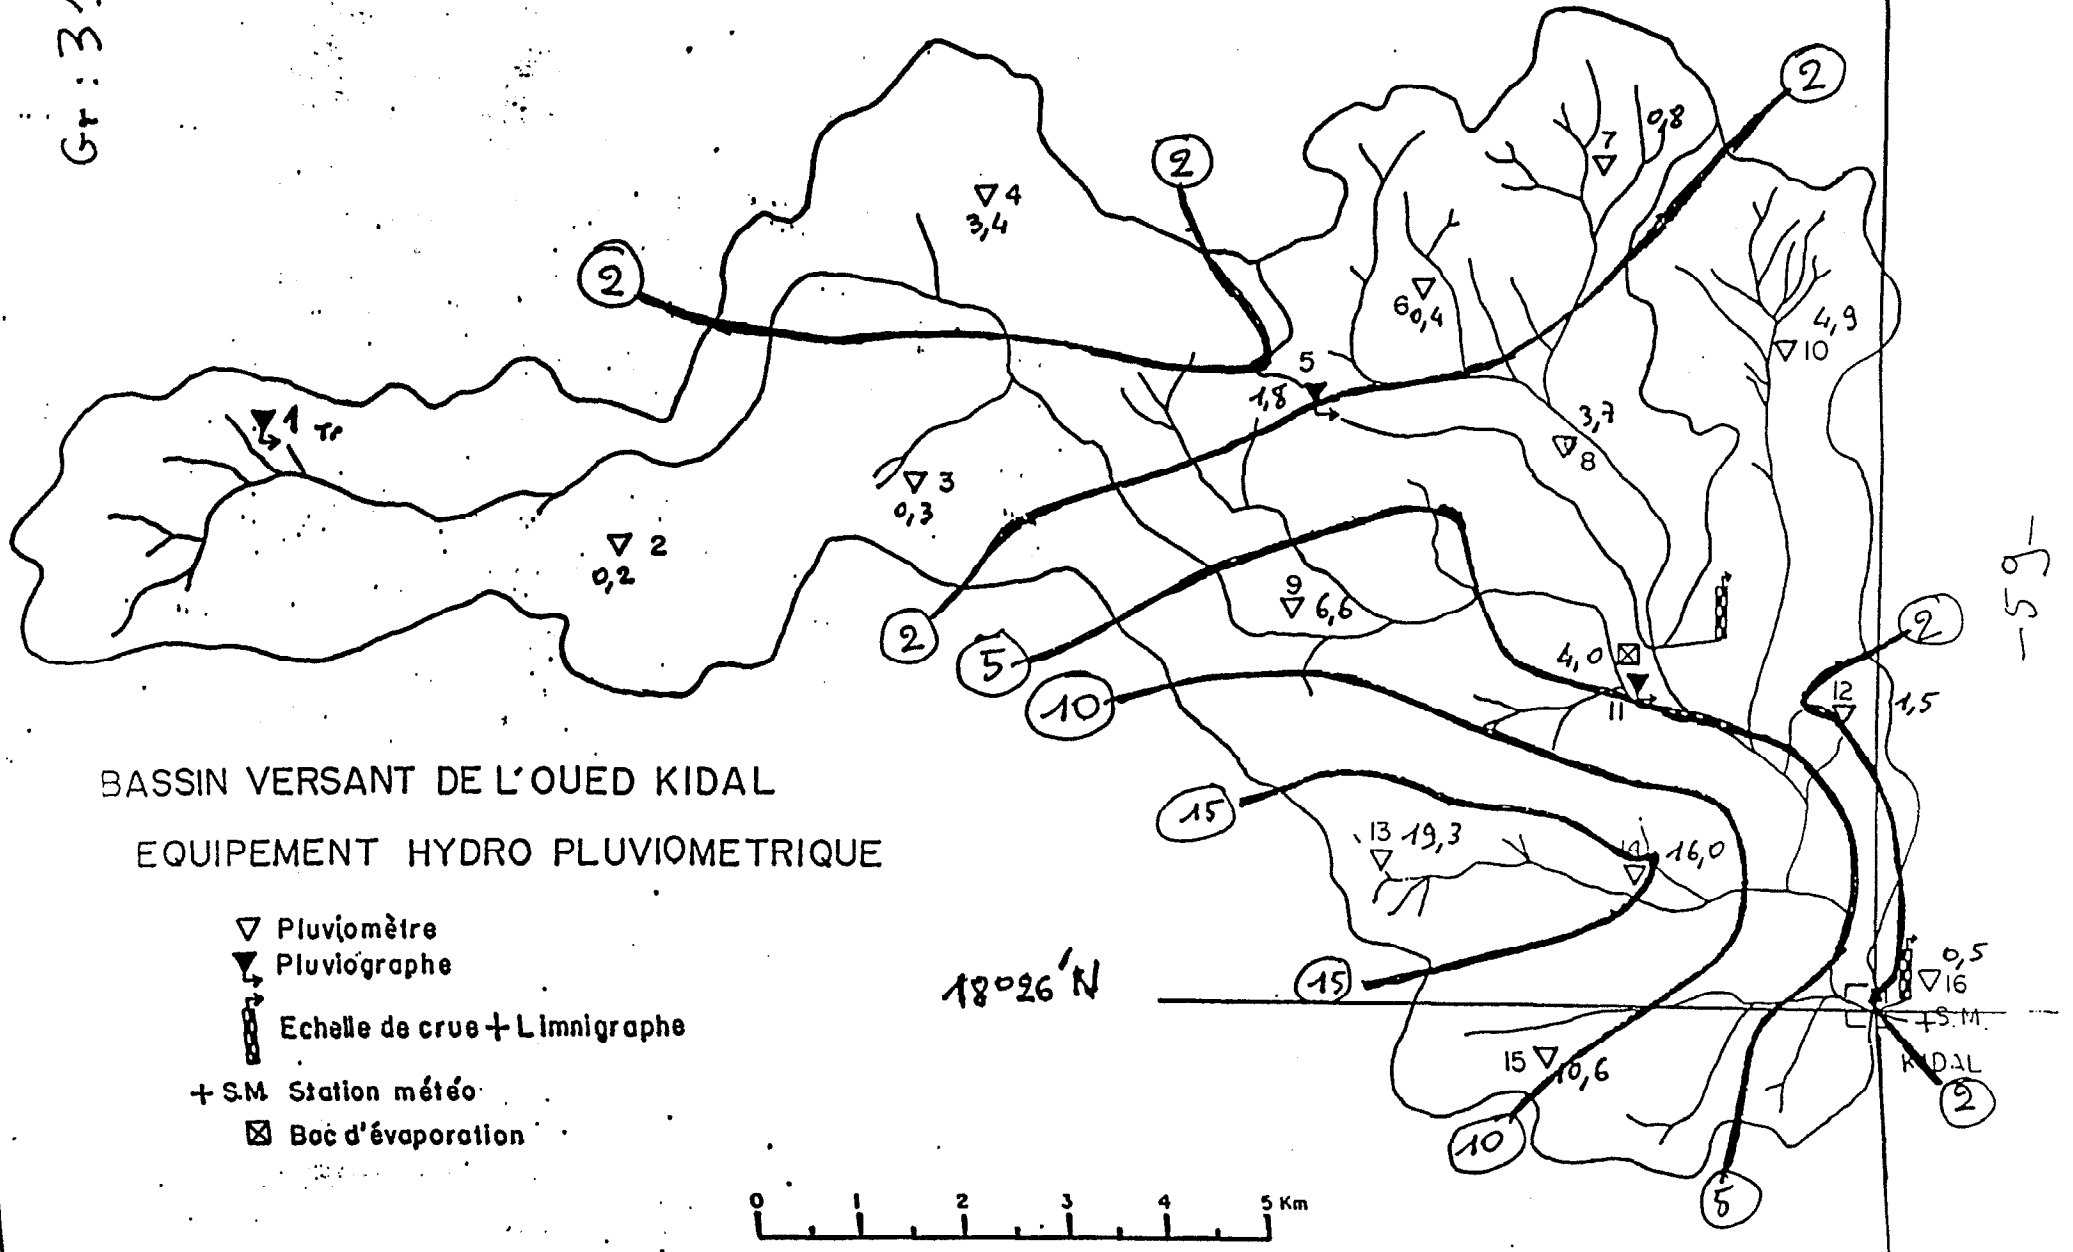 Gr : 3
2
2
2
7
0,8
4
3,4
6 0,4
4,9
10
5
1,8
3,7
8
1 Tr
3
0,3
2
0,2
9
6,6
- 59 -
2
2
5
10
4,0
11
12
1,5
BASSIN VERSANT DE L'OUED KIDAL
EQUIPEMENT HYDRO PLUVIOMETRIQUE
15
13 19,3
14 16,0
Pluviomètre
Pluviographe
Echelle de crue + Limnigraphe
+ S.M. Station météo
Bac d'évaporation
18°26'N
15
0,5
16
+ S.M.
KIDAL
15
10,6
2
10
5
0 1 2 3 4 5 Km